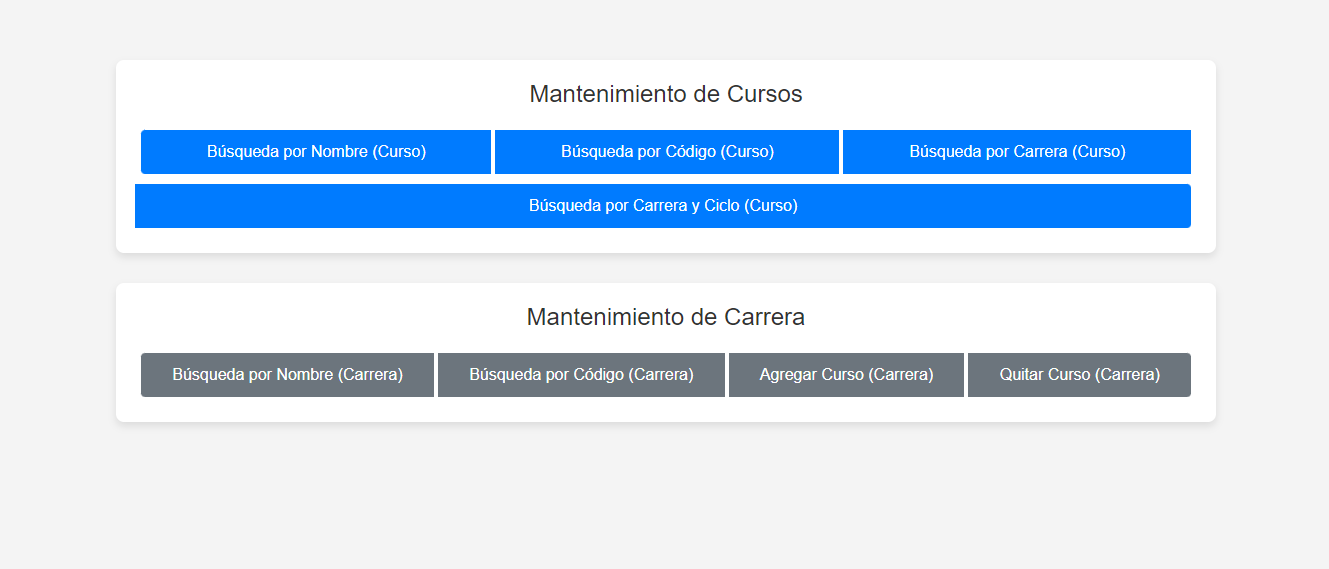 Mantenimiento de Cursos
Búsqueda por Nombre (Curso)
Búsqueda por Código (Curso)
Búsqueda por Carrera (Curso)
Búsqueda por Carrera y Ciclo (Curso)
Mantenimiento de Carrera
Búsqueda por Nombre (Carrera)
Búsqueda por Código (Carrera)
Agregar Curso (Carrera)
Quitar Curso (Carrera)